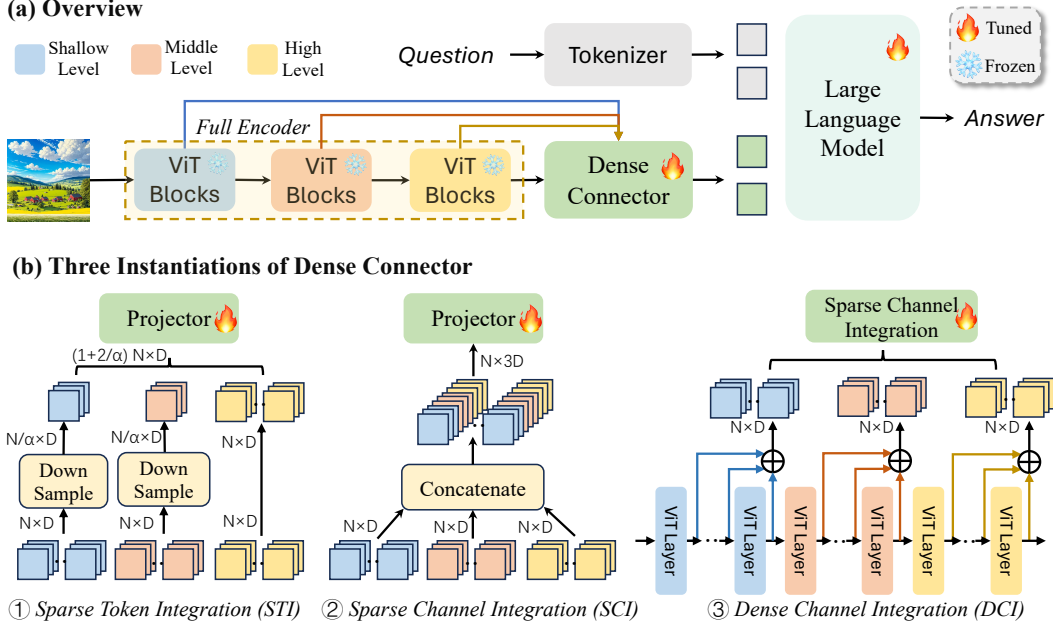 (a) Overview
Shallow Level
Middle Level
High Level
Question
Tokenizer
Large Language Model
Tuned
Frozen
Answer
Full Encoder
ViT Blocks
ViT Blocks
ViT Blocks
Dense Connector
(b) Three Instantiations of Dense Connector
Projector
(1+2/α) N×D
N/α×D
N/α×D
Down Sample
Down Sample
N×D
N×D
N×D
N×D
① Sparse Token Integration (STI)
Projector
N×3D
Concatenate
N×D
N×D
N×D
② Sparse Channel Integration (SCI)
Sparse Channel Integration
N×D
N×D
N×D
ViT Layer
ViT Layer
ViT Layer
ViT Layer
ViT Layer
ViT Layer
③ Dense Channel Integration (DCI)